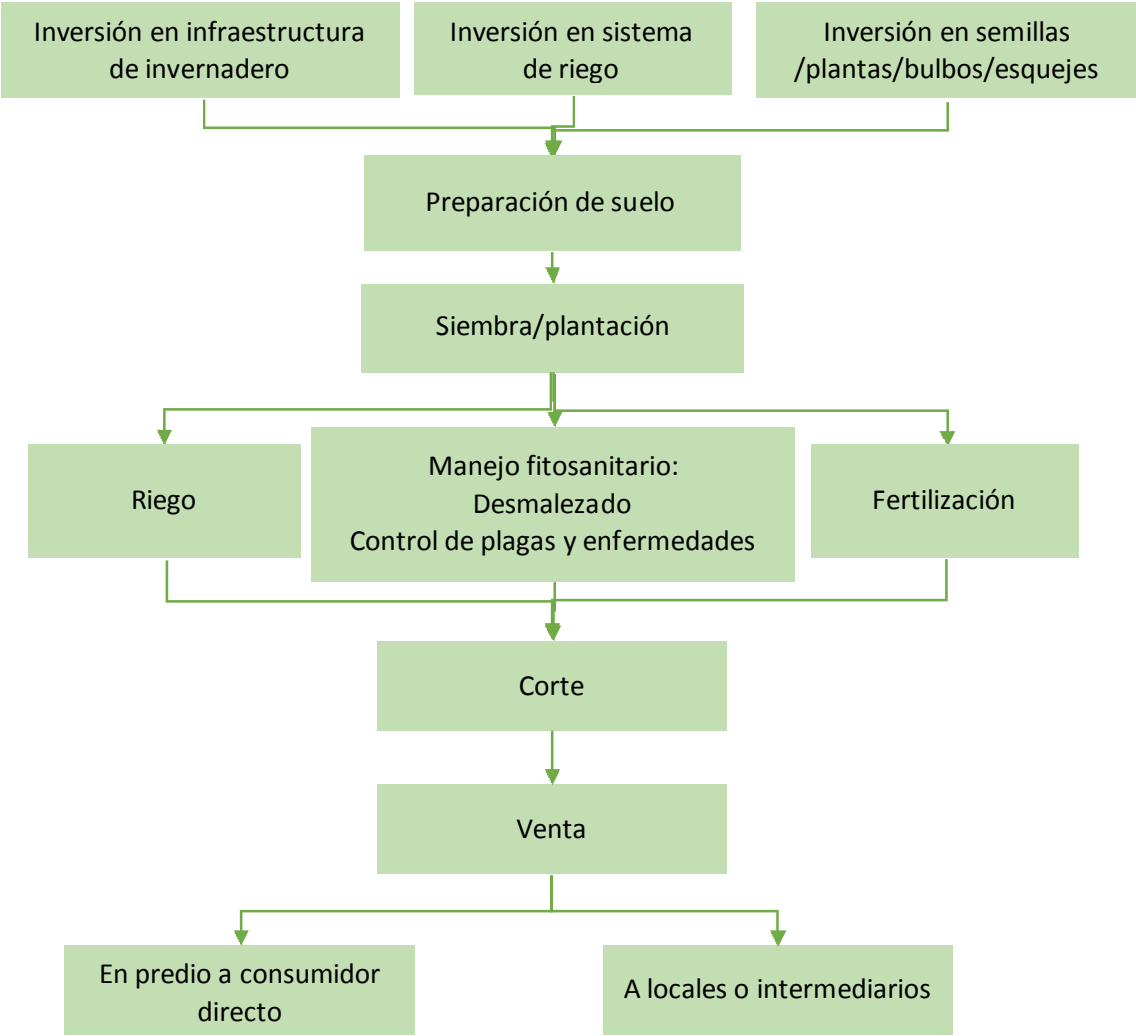 Inversión en infraestructura
de invernadero
Inversión en sistema
de riego
Inversión en semillas
/plantas/bulbos/esquejes
Preparación de suelo
Siembra/plantación
Riego
Manejo fitosanitario:
Desmalezado
Control de plagas y enfermedades
Fertilización
Corte
Venta
En predio a consumidor
directo
A locales o intermediarios